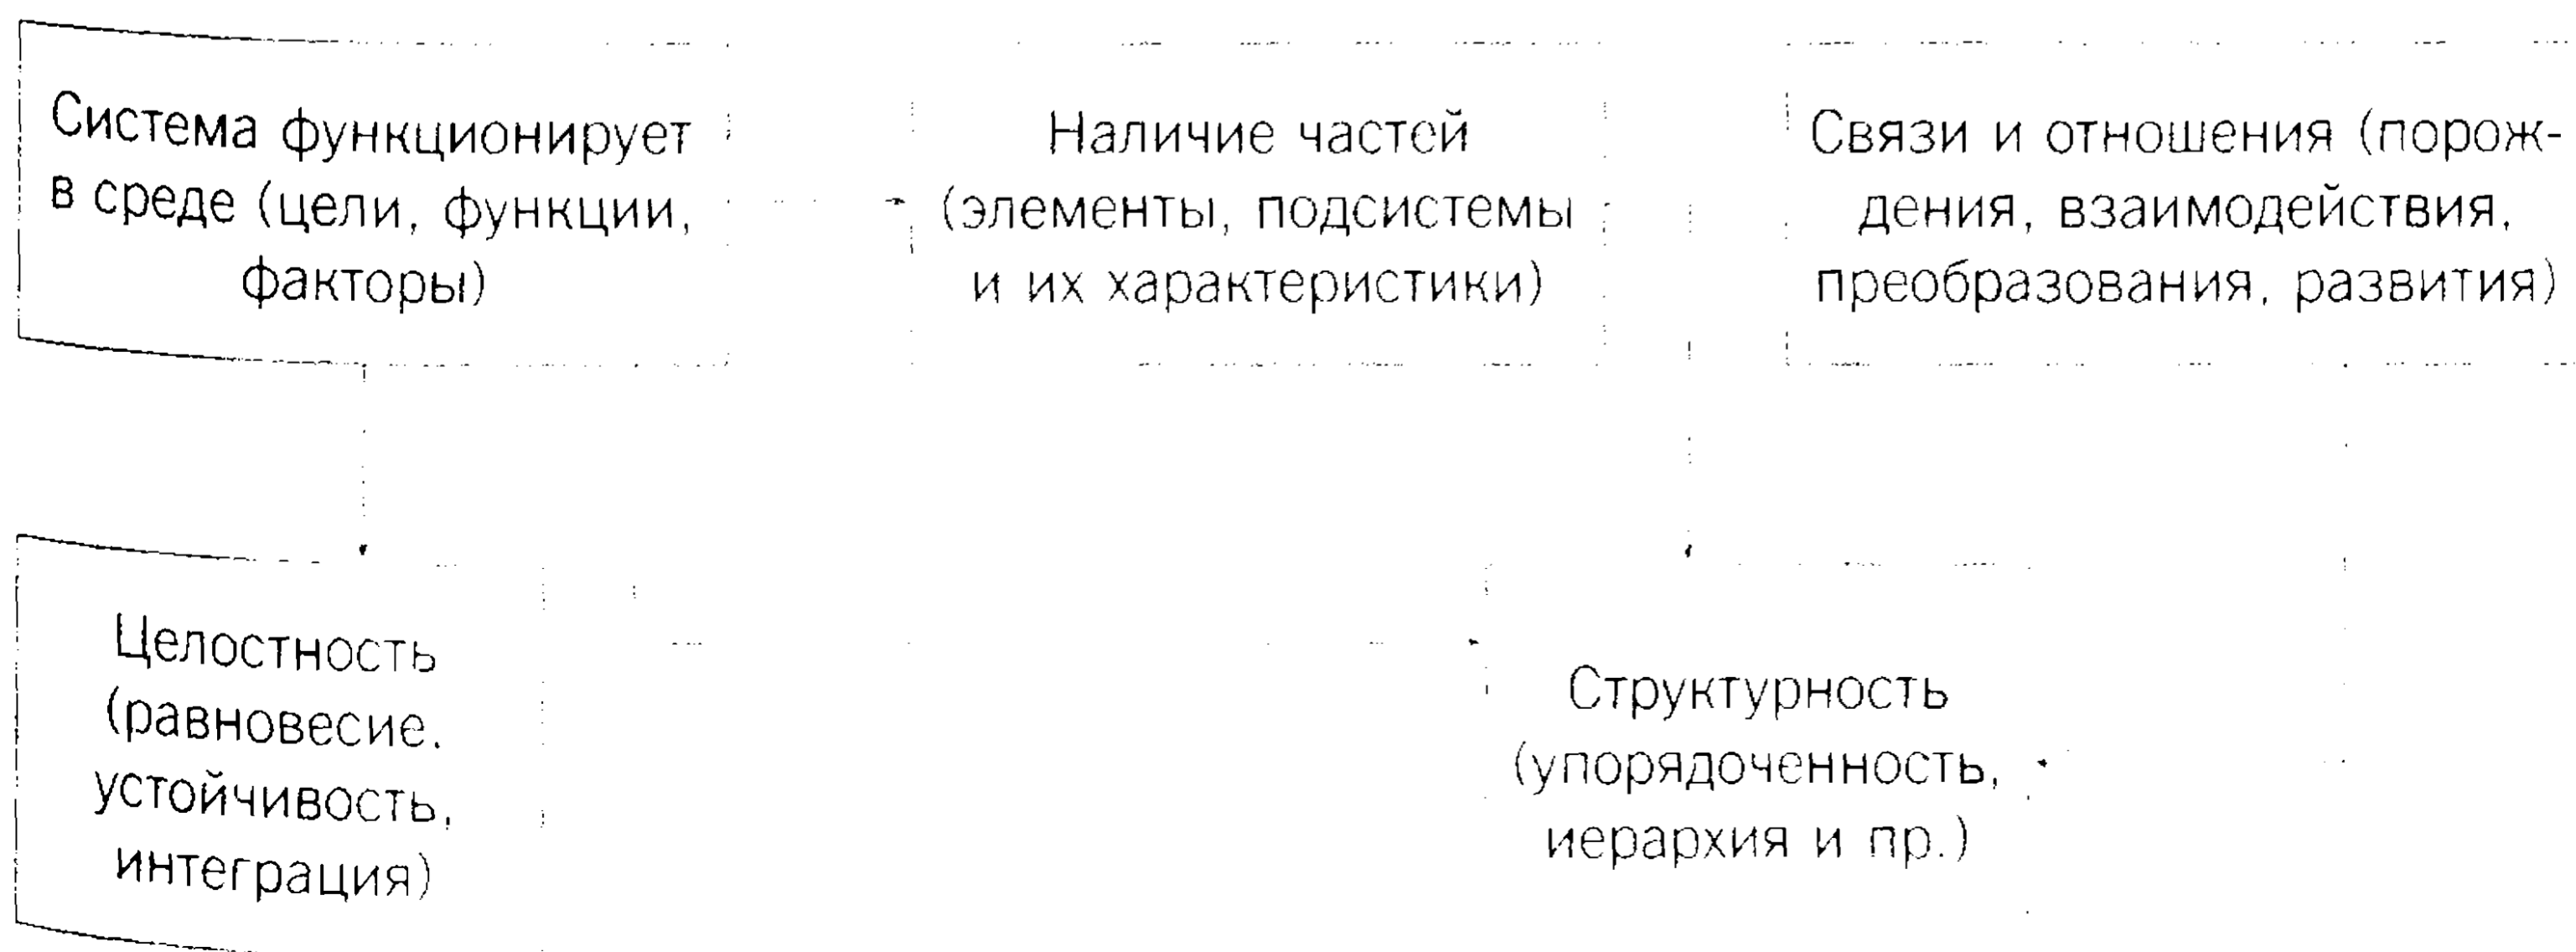 Система функционирует
в среде (цели, функции,
факторы)
Наличие частей
(элементы, подсистемы
и их характеристики)
Связи и отношения (порож-
дения, взаимодействия,
преобразования, развития)
Целостность
(равновесие,
устойчивость,
интеграция)
Структурность
(упорядоченность,
иерархия и пр.)